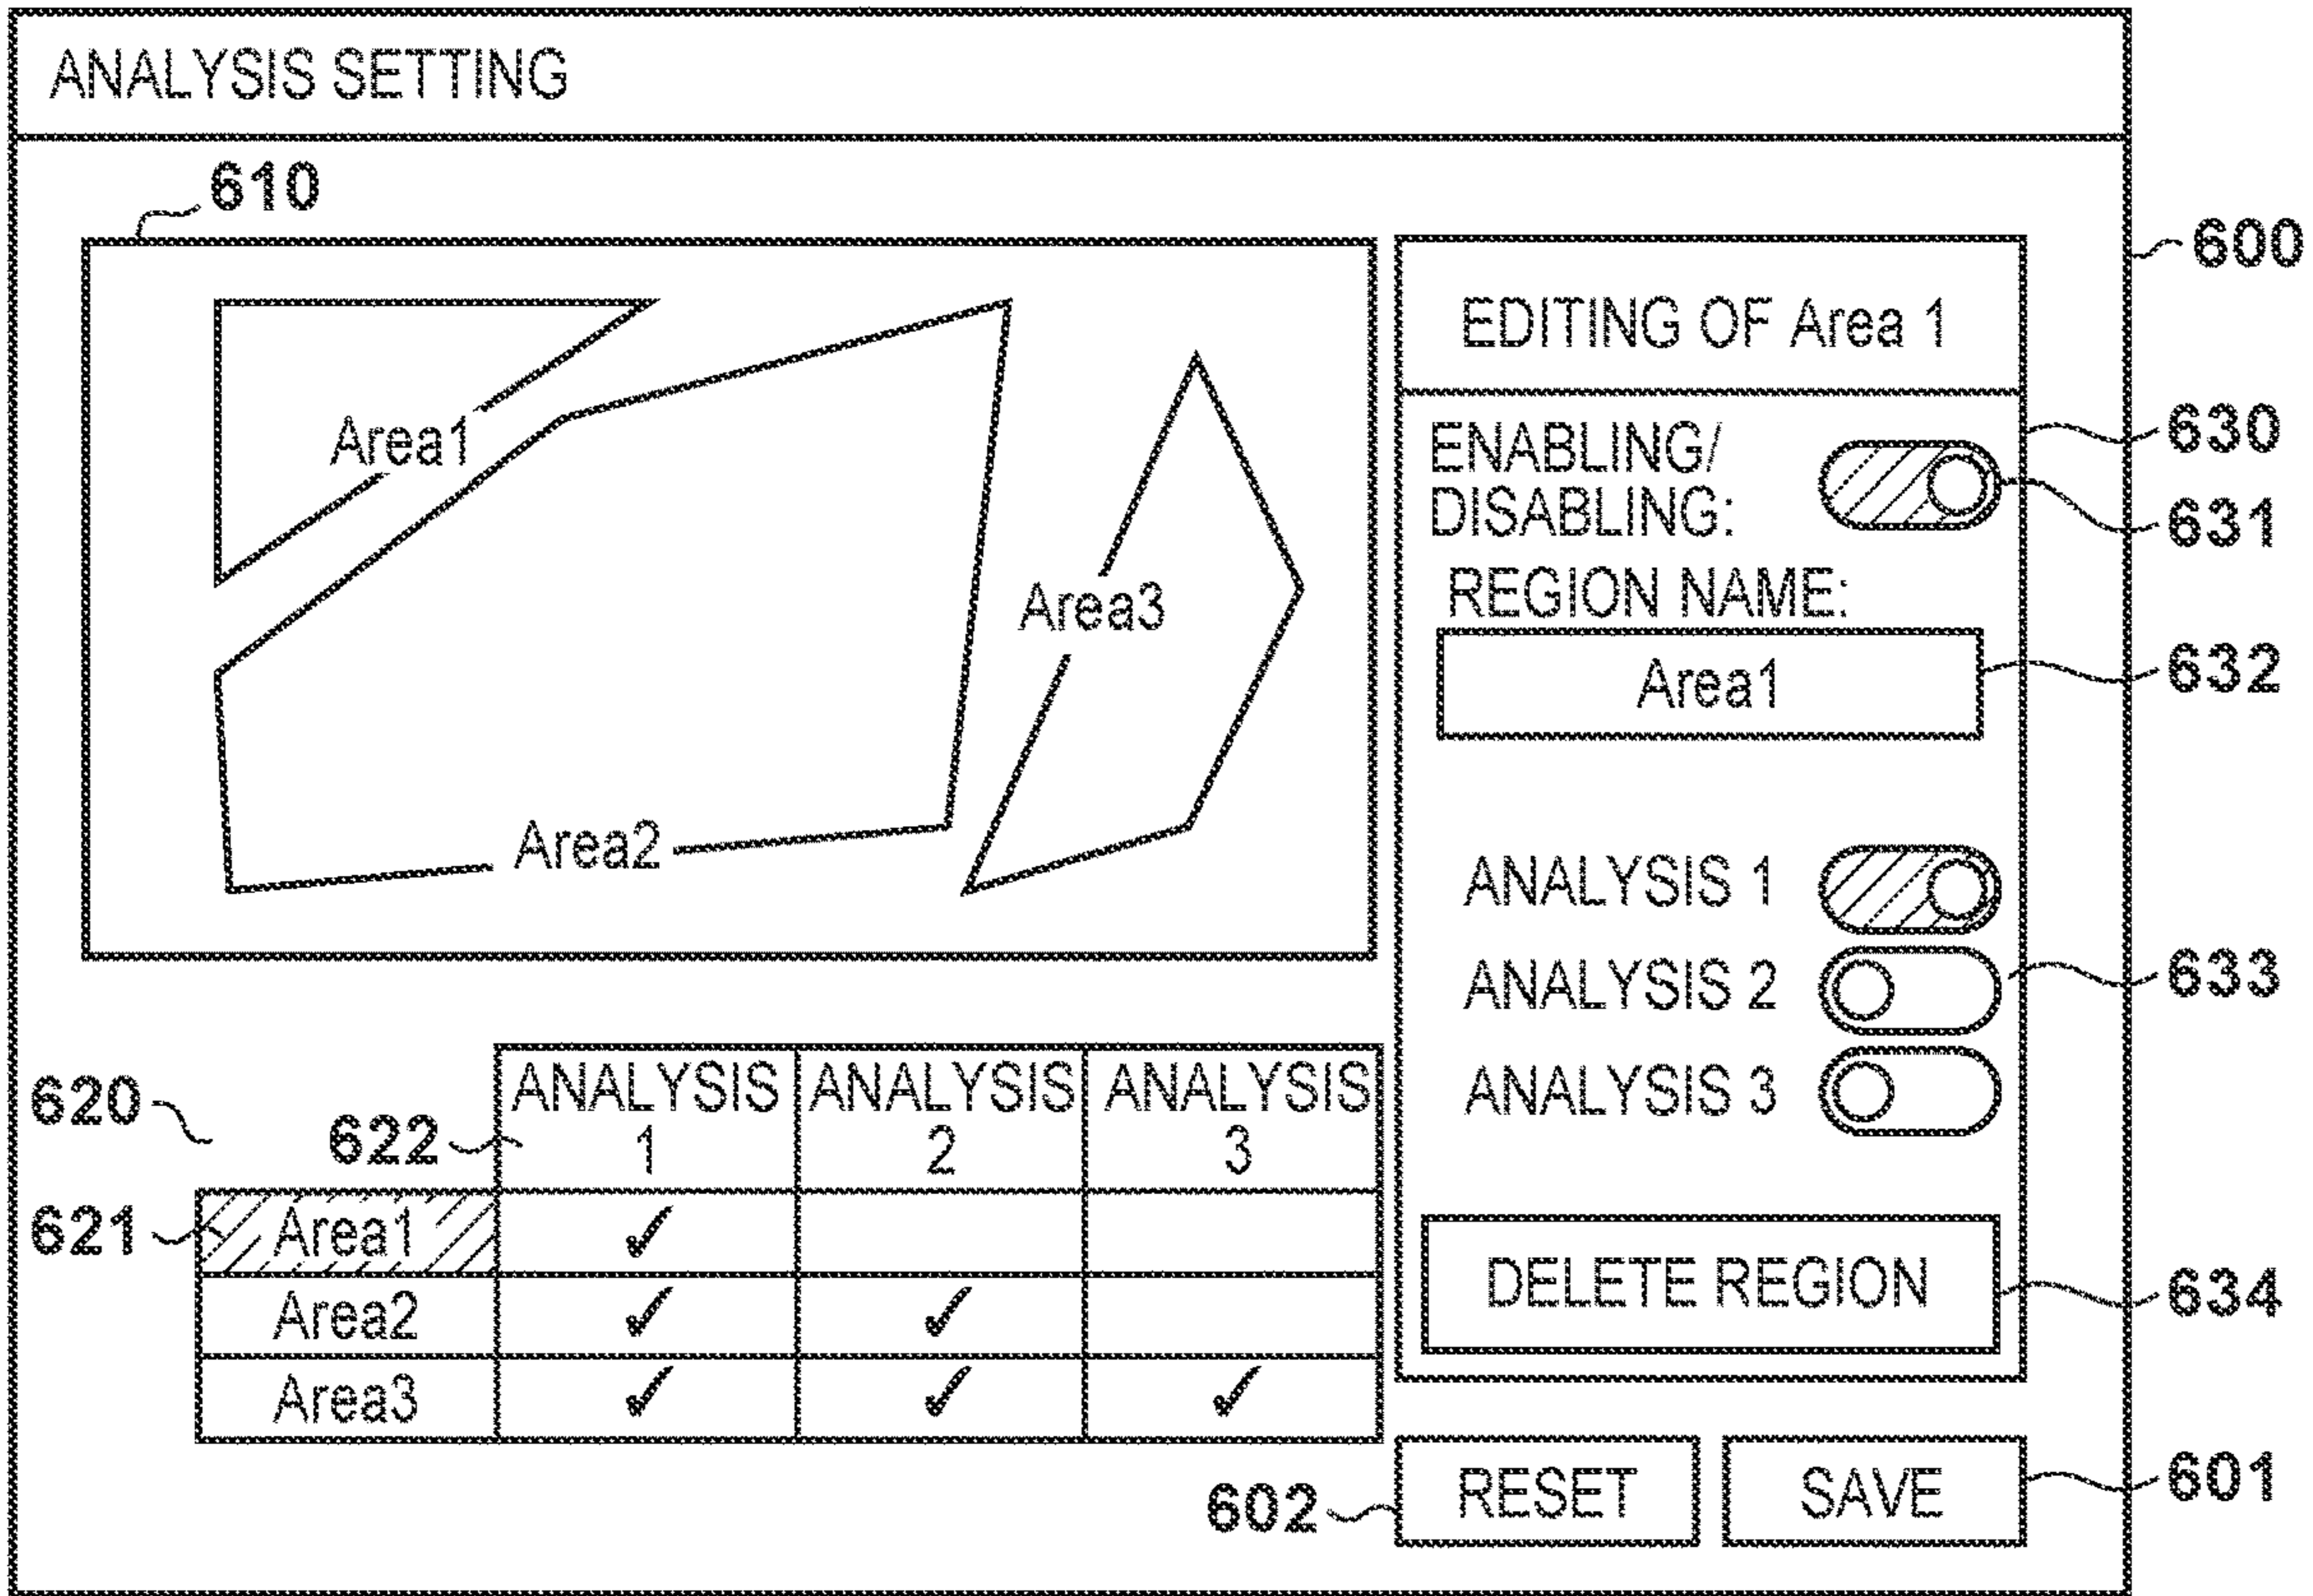 ANALYSIS SETTING
610
600
Area1
Area2
Area3
EDITING OF Area 1
630
ENABLING/
DISABLING:
631
REGION NAME:
Area1
632
ANALYSIS 1
ANALYSIS 2
633
ANALYSIS 3
DELETE REGION
634
620
622
ANALYSIS 1
ANALYSIS 2
ANALYSIS 3
621
Area1 ✓
Area2 ✓ ✓
Area3 ✓ ✓ ✓
602
RESET
SAVE
601